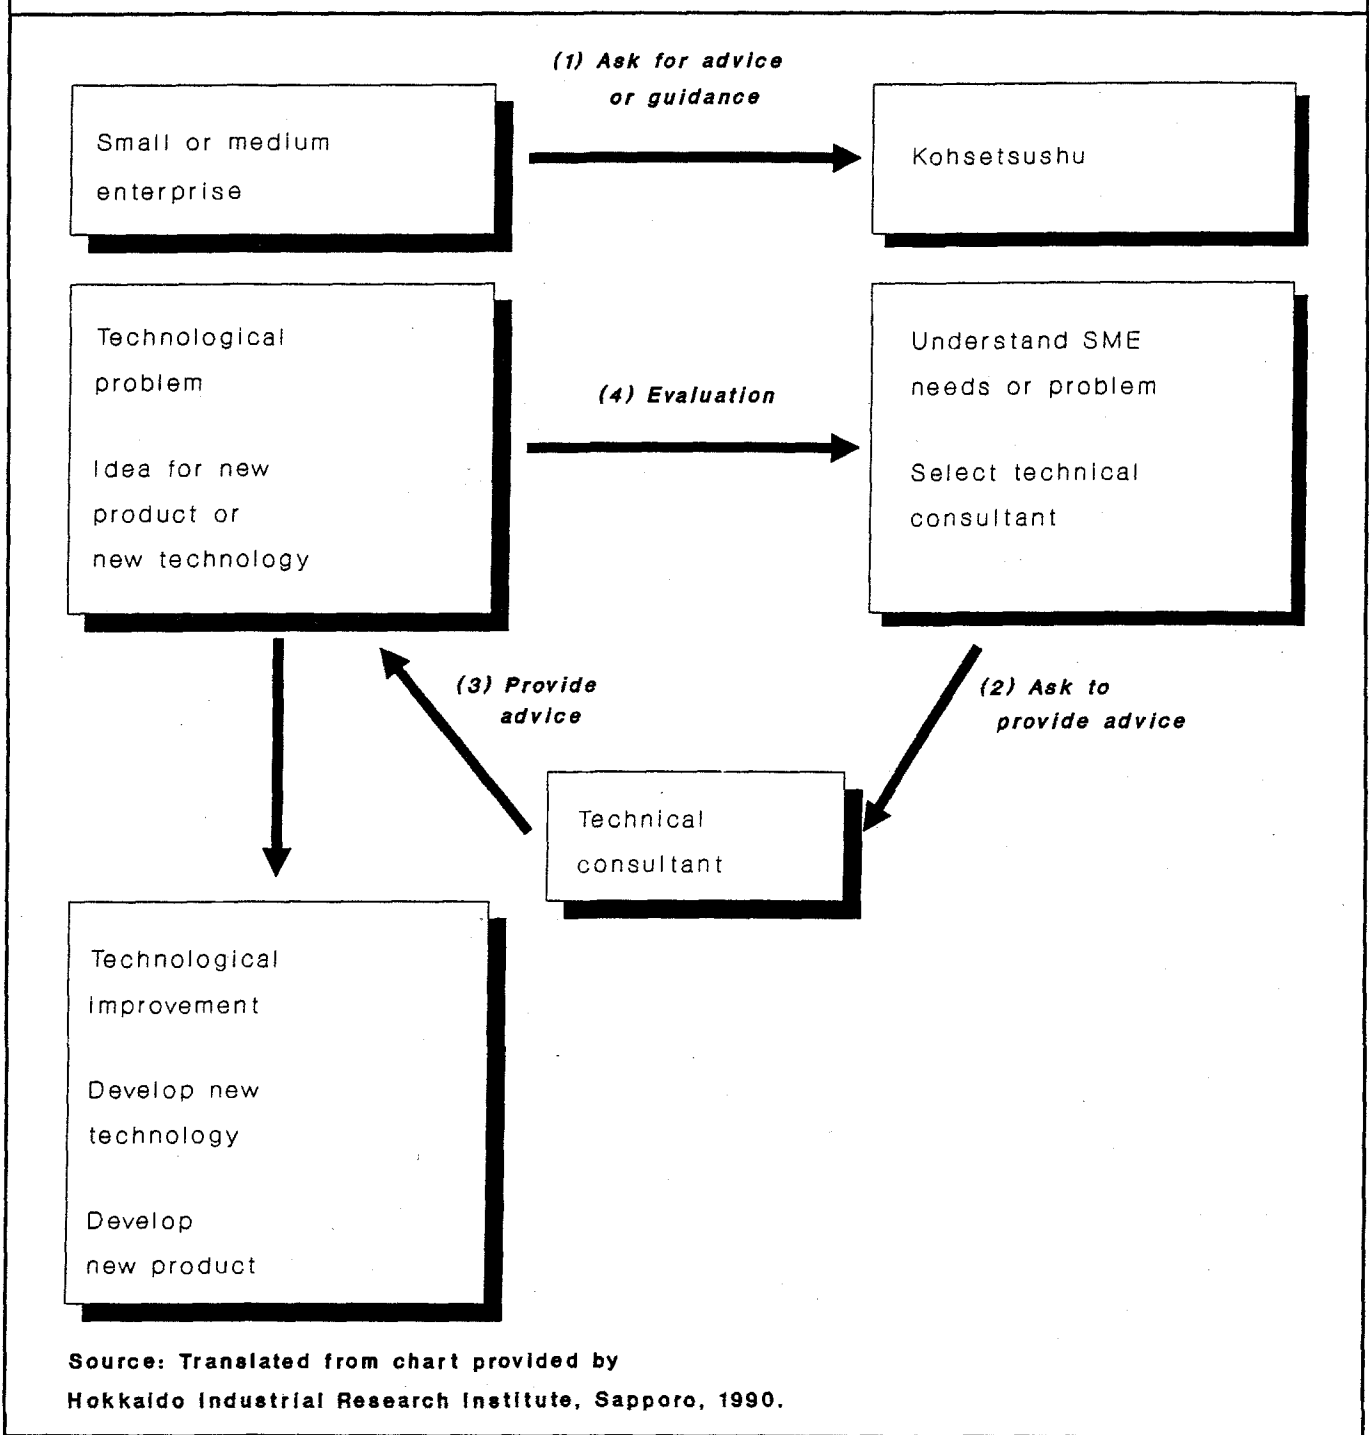 (1) Ask for advice
or guidance
Small or medium
enterprise
Kohsetsushu
Technological
problem
Idea for new
product or
new technology
(4) Evaluation
Understand SME
needs or problem
Select technical
consultant
(3) Provide
advice
(2) Ask to
provide advice
Technical
consultant
Technological
improvement
Develop new
technology
Develop
new product
Source: Translated from chart provided by
Hokkaido Industrial Research Institute, Sapporo, 1990.